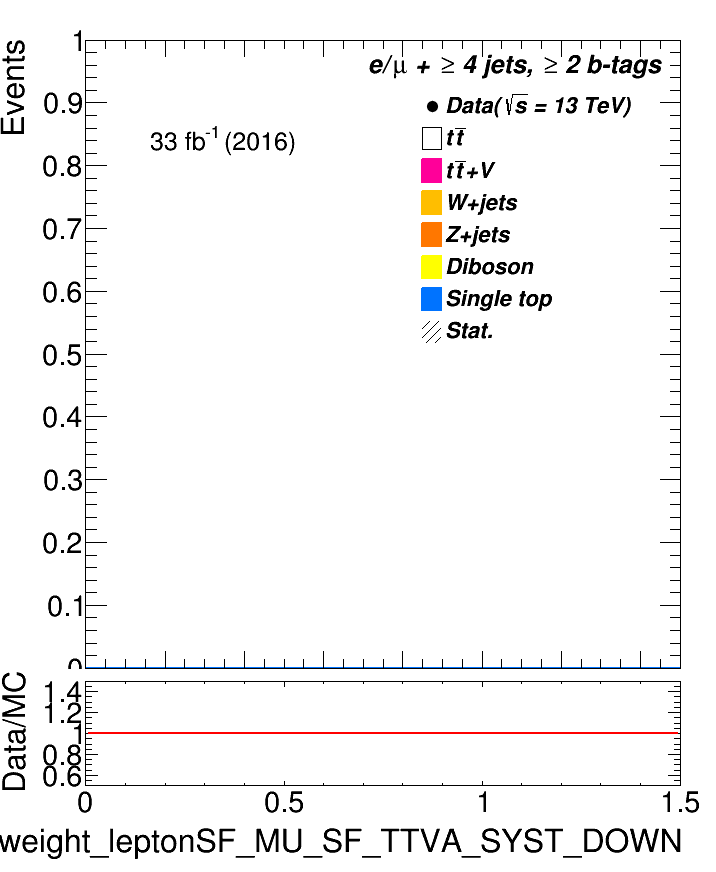 Events
1
e/μ + ≥ 4 jets, ≥ 2 b-tags
0.9
Data(√s = 13 TeV)
33 fb⁻¹ (2016)
tt̅
0.8
tt̅+V
W+jets
0.7
Z+jets
Diboson
0.6
Single top
Stat.
0.5
0.4
0.3
0.2
0.1
0
Data/MC
1.4
1.2
1
0.8
0.6
0 0.5 1 1.5
weight_leptonSF_MU_SF_TTVA_SYST_DOWN